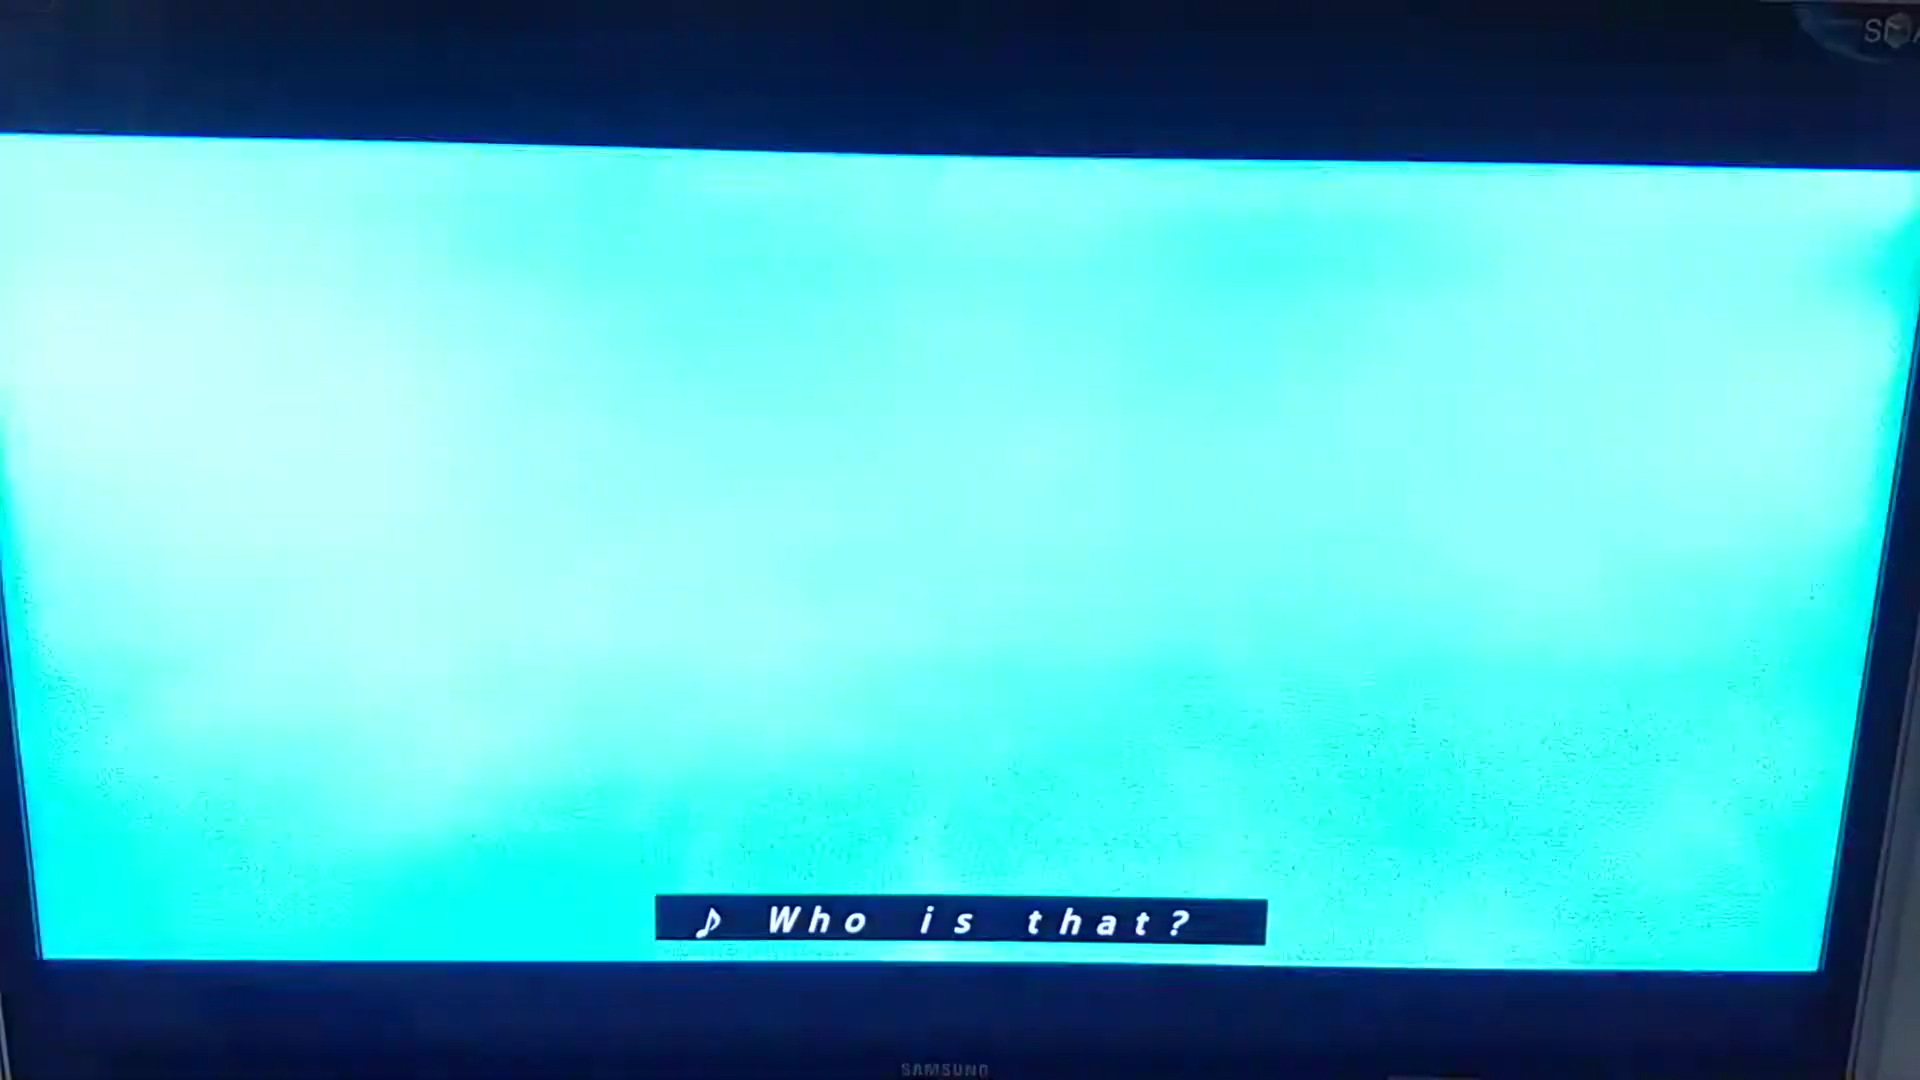 ♪ Who is that?
SAMSUNG